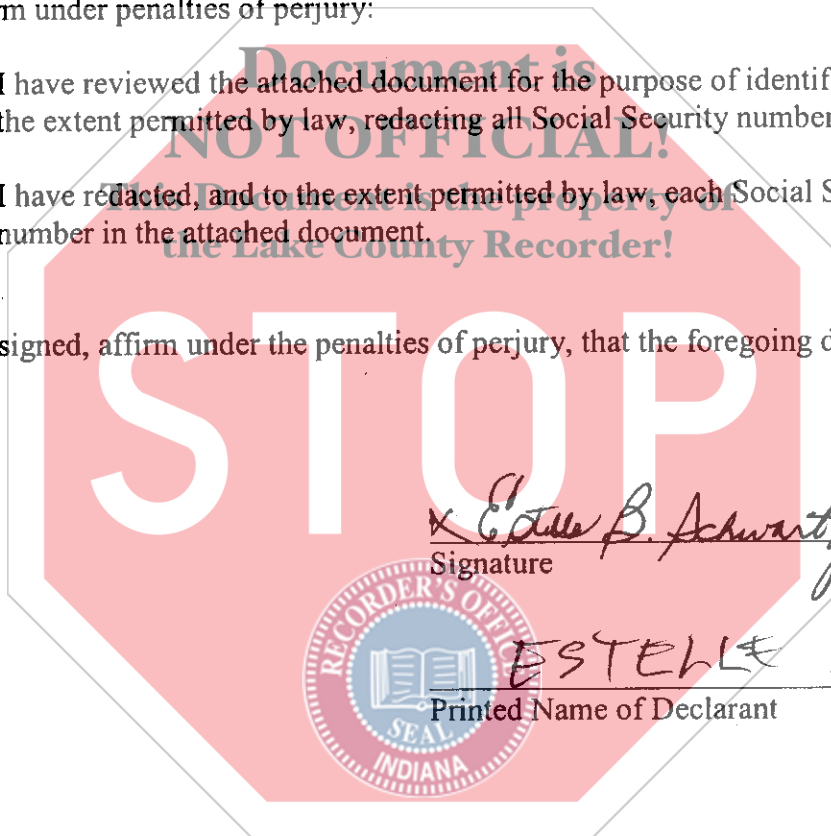 m under penalties of perjury:
Document is
I have reviewed the attached document for the purpose of identif
the extent permitted by law, redacting all Social Security number
NOT OFFICIAL!
I have redacted, and to the extent permitted by law, each Social S
This Document is the property of
number in the attached document.
the Lake County Recorder!
signed, affirm under the penalties of perjury, that the foregoing d
STOP
x Estelle B. Schwartz
Signature
RECORDER'S OFFICE
ESTELLE
Printed Name of Declarant
SEAL
INDIANA